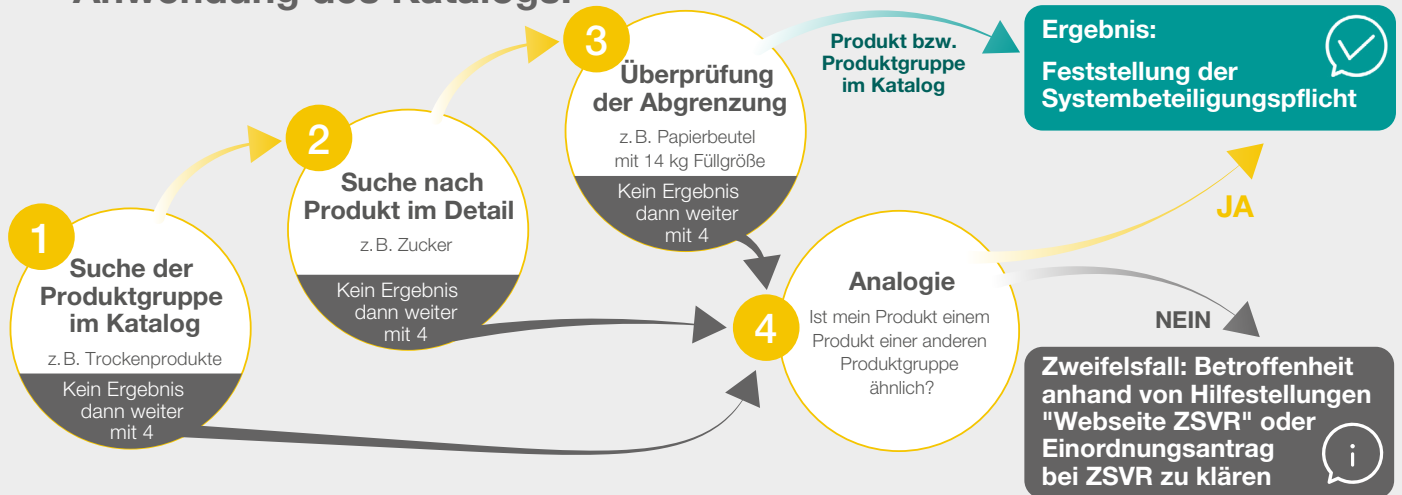 Anwendung des Katalogs:
1
Suche der
Produktgruppe
im Katalog
z. B. Trockenprodukte
Kein Ergebnis
dann weiter
mit 4
2
Suche nach
Produkt im Detail
z. B. Zucker
Kein Ergebnis
dann weiter
mit 4
3
Überprüfung
der Abgrenzung
z. B. Papierbeutel
mit 14 kg Füllgröße
Kein Ergebnis
dann weiter
mit 4
Produkt bzw.
Produktgruppe
im Katalog
Ergebnis:
Feststellung der
Systembeteiligungspflicht
4
Analogie
Ist mein Produkt einem
Produkt einer anderen
Produktgruppe
ähnlich?
JA
NEIN
Zweifelsfall: Betroffenheit
anhand von Hilfestellungen
"Webseite ZSVR" oder
Einordnungsantrag
bei ZSVR zu klären
i